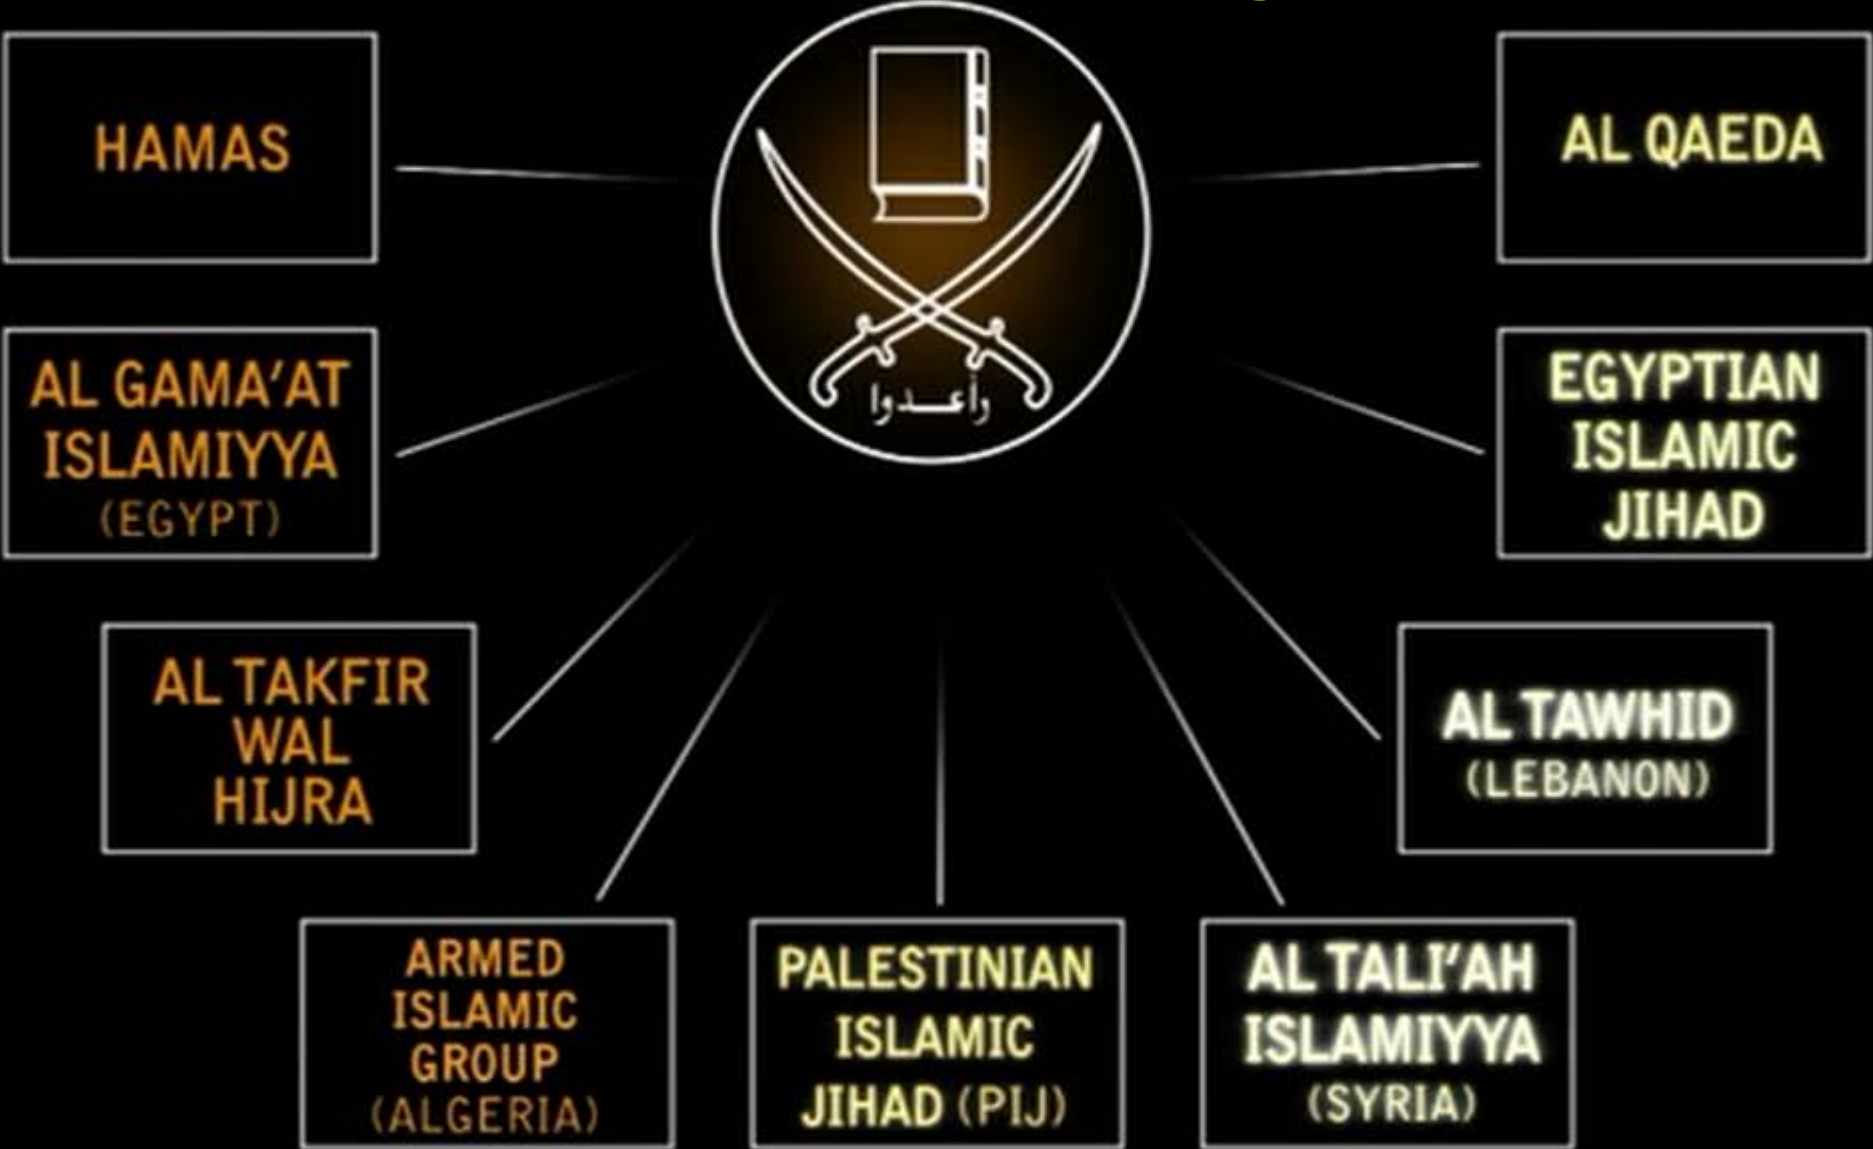 HAMAS
AL GAMA'AT
ISLAMIYYA
(EGYPT)
AL TAKFIR
WAL
HIJRA
ARMED
ISLAMIC
GROUP
(ALGERIA)
PALESTINIAN
ISLAMIC
JIHAD (PIJ)
AL TALI'AH
ISLAMIYYA
(SYRIA)
AL TAWHID
(LEBANON)
EGYPTIAN
ISLAMIC
JIHAD
AL QAEDA
وأعـــدوا